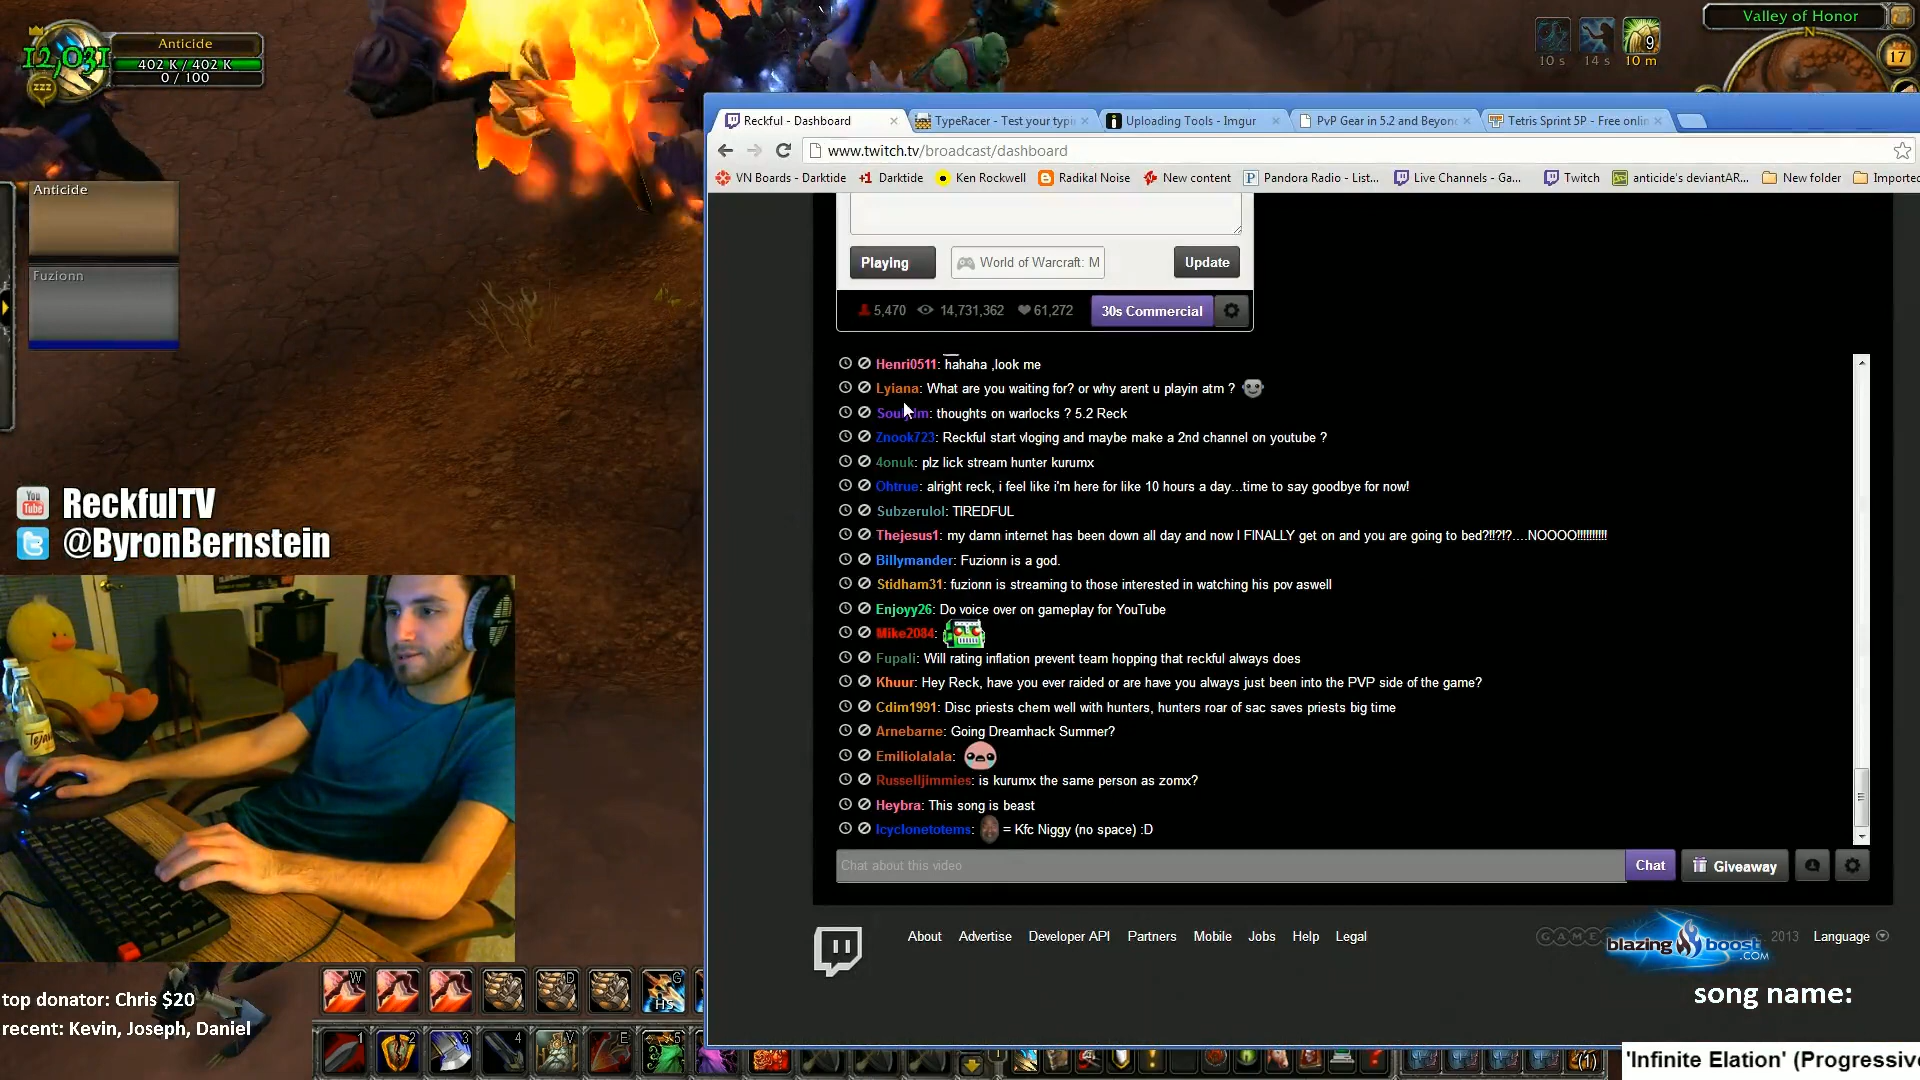 12,031
Anticide
402 K / 402 K
0 / 100
zzz
Anticide
Fuzionn
ReckfulTV
@ByronBernstein
top donator: Chris $20
recent: Kevin, Joseph, Daniel
9
10 s 14 s 10 m
Valley of Honor
N
17
Reckful - Dashboard
TypeRacer - Test your typi
Uploading Tools - Imgur
PvP Gear in 5.2 and Beyon
Tetris Sprint 5P - Free onlin
www.twitch.tv/broadcast/dashboard
VN Boards - Darktide
+1 Darktide
Ken Rockwell
Radikal Noise
New content
Pandora Radio - List...
Live Channels - Ga...
Twitch
anticide's deviantAR...
New folder
Imported
Playing
World of Warcraft: M
Update
5,470 14,731,362 61,272
30s Commercial
Henri0511: hahaha ,look me
Lyiana: What are you waiting for? or why arent u playin atm ?
thoughts on warlocks ? 5.2 Reck
Znook723: Reckful start vloging and maybe make a 2nd channel on youtube ?
4onuk: plz lick stream hunter kurumx
Ohtrue: alright reck, i feel like i'm here for like 10 hours a day...time to say goodbye for now!
Subzerulol: TIREDFUL
Thejesus1: my damn internet has been down all day and now I FINALLY get on and you are going to bed?!!?!?....NOOOO!!!!!!!!!!
Billymander: Fuzionn is a god.
Stidham31: fuzionn is streaming to those interested in watching his pov aswell
Enjoyy26: Do voice over on gameplay for YouTube
Mike2084:
Fupali: Will rating inflation prevent team hopping that reckful always does
Khuur: Hey Reck, have you ever raided or are have you always just been into the PVP side of the game?
Cdim1991: Disc priests chem well with hunters, hunters roar of sac saves priests big time
Arnebarne: Going Dreamhack Summer?
Emiliolalala:
Russelljimmies: is kurumx the same person as zomx?
Heybra: This song is beast
Icyclonetotems: = Kfc Niggy (no space) :D
Chat about this video
Chat
Giveaway
About Advertise Developer API Partners Mobile Jobs Help Legal
2013 Language
blazing boost
.COM
song name:
'Infinite Elation' (Progressive
W D G
Hs
1 2 3 4 V E 5